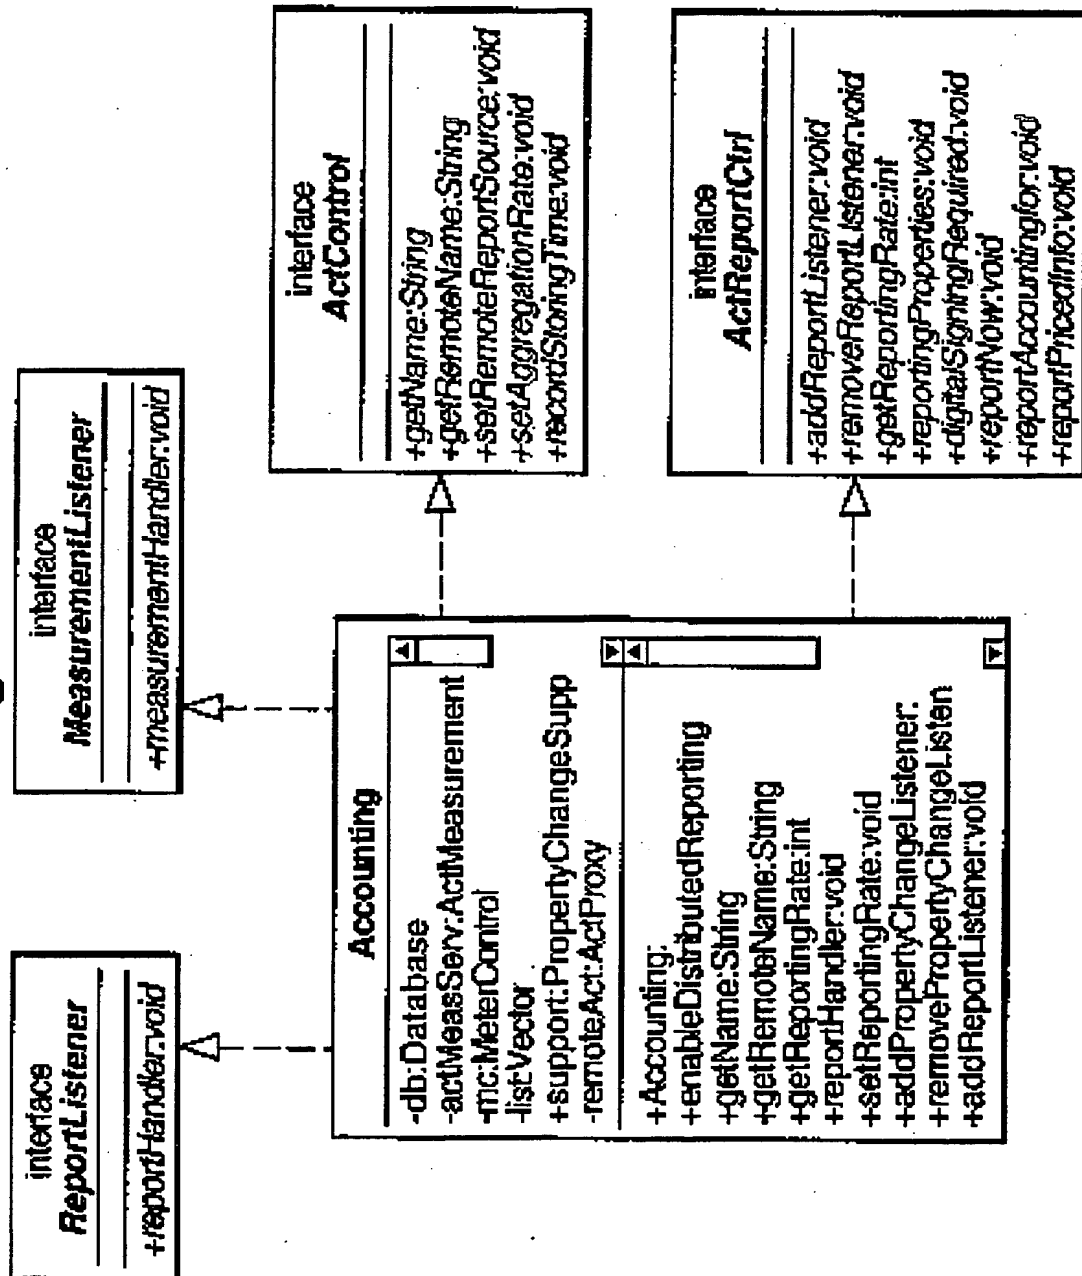 interface
ReportListener
+reportHandler:void
interface
MeasurementListener
+measurementHandler:void
Accounting
-db:Database
-actMeasServ:ActMeasurement
-mc:MeterControl
-list:Vector
+support:PropertyChangeSupp
-remoteAct:ActProxy
+Accounting:
+enableDistributedReporting
+getName:String
+getRemoteName:String
+getReportingRate:int
+reportHandler:void
+setReportingRate:void
+addPropertyChangeListener:
+removePropertyChangeListen
+addReportListener:void
interface
ActControl
+getName:String
+getRemoteName:String
+setRemoteReportSource:void
+setAggregationRate:void
+recordStoringTime:void
interface
ActReportCtrl
+addReportListener:void
+removeReportListener:void
+getReportingRate:int
+reportingProperties:void
+digitalSigningRequired:void
+reportNow:void
+reportAccountingfor:void
+reportPricedInfo:void